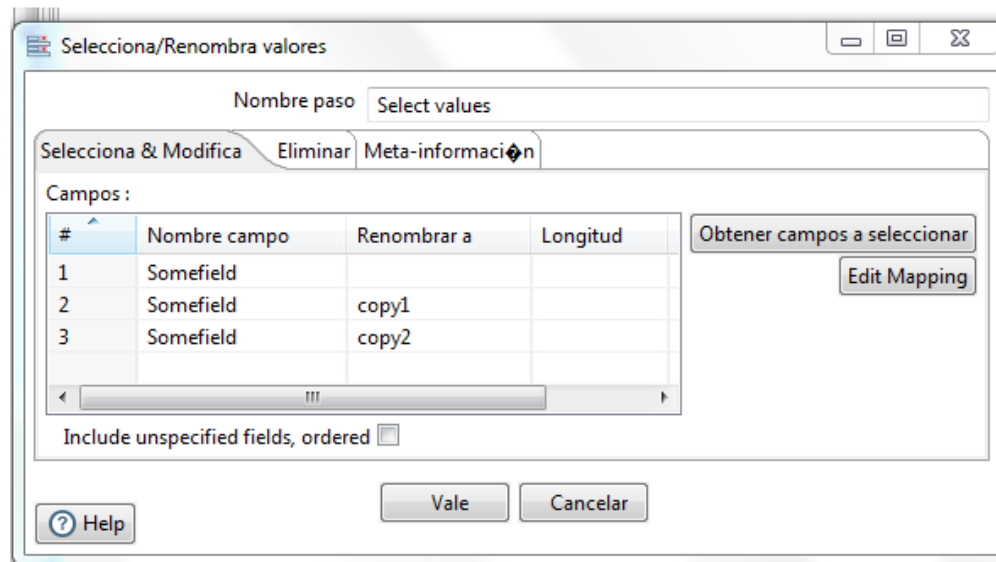 Selecciona/Renombra valores
Nombre paso Select values
Selecciona & Modifica Eliminar Meta-informaci�n
Campos :
# Nombre campo Renombrar a Longitud
Obtener campos a seleccionar
1 Somefield
Edit Mapping
2 Somefield copy1
3 Somefield copy2
Include unspecified fields, ordered
Vale Cancelar
? Help